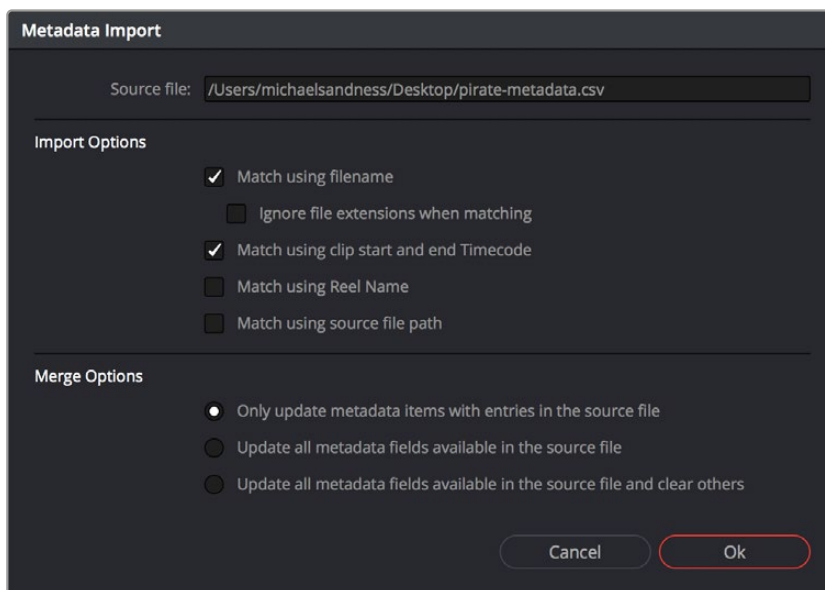 Metadata Import
Source file: /Users/michaelsandness/Desktop/pirate-metadata.csv
Import Options
Match using filename
Ignore file extensions when matching
Match using clip start and end Timecode
Match using Reel Name
Match using source file path
Merge Options
Only update metadata items with entries in the source file
Update all metadata fields available in the source file
Update all metadata fields available in the source file and clear others
Cancel Ok